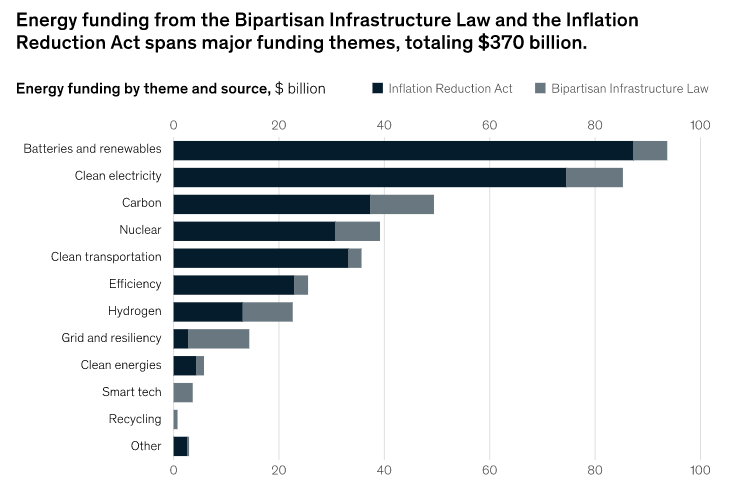 Energy funding from the Bipartisan Infrastructure Law and the Inflation
Reduction Act spans major funding themes, totaling $370 billion.
Energy funding by theme and source, $ billion
Inflation Reduction Act
Bipartisan Infrastructure Law
0 20 40 60 80 100
Batteries and renewables
Clean electricity
Carbon
Nuclear
Clean transportation
Efficiency
Hydrogen
Grid and resiliency
Clean energies
Smart tech
Recycling
Other
0 20 40 60 80 100